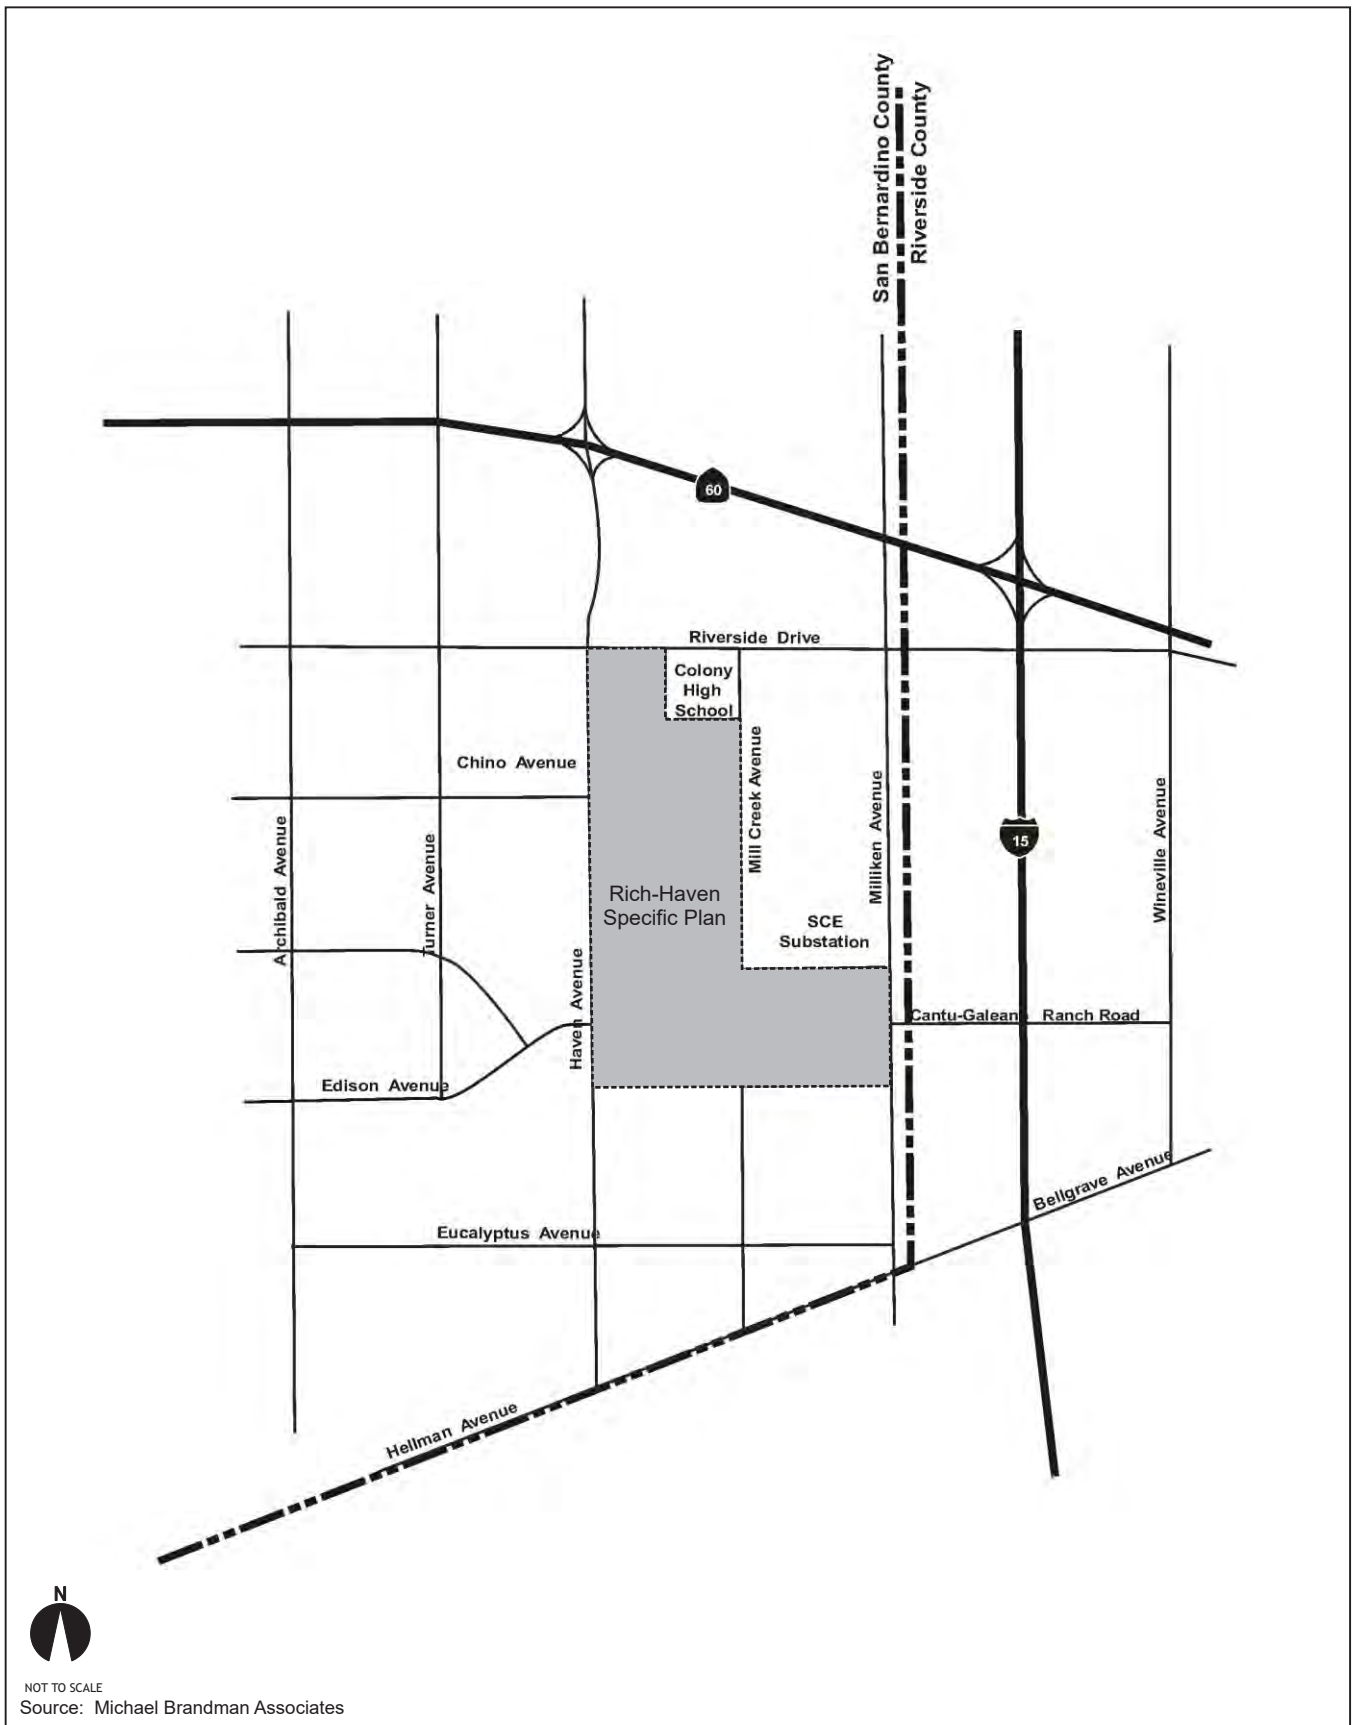 San Bernardino County
Riverside County
60
Riverside Drive
Colony
High
School
Chino Avenue
Mill Creek Avenue
Milliken Avenue
Wineville Avenue
15
Archibald Avenue
Turner Avenue
Rich-Haven
Specific Plan
SCE
Substation
Haven Avenue
Cantu-Galeano Ranch Road
Edison Avenue
Bellgrave Avenue
Eucalyptus Avenue
Hellman Avenue
N
NOT TO SCALE
Source: Michael Brandman Associates